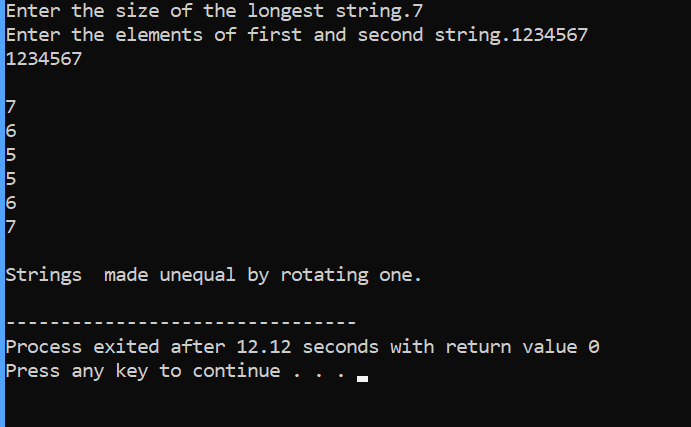 Enter the size of the longest string.7
Enter the elements of first and second string.1234567
1234567
7
6
5
5
6
7
Strings  made unequal by rotating one.
--------------------------------
Process exited after 12.12 seconds with return value 0
Press any key to continue . . .